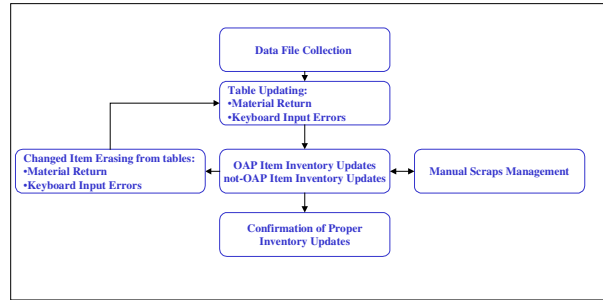 Data File Collection
Table Updating:
•Material Return
•Keyboard Input Errors
Changed Item Erasing from tables:
•Material Return
•Keyboard Input Errors
OAP Item Inventory Updates
not-OAP Item Inventory Updates
Manual Scraps Management
Confirmation of Proper
Inventory Updates